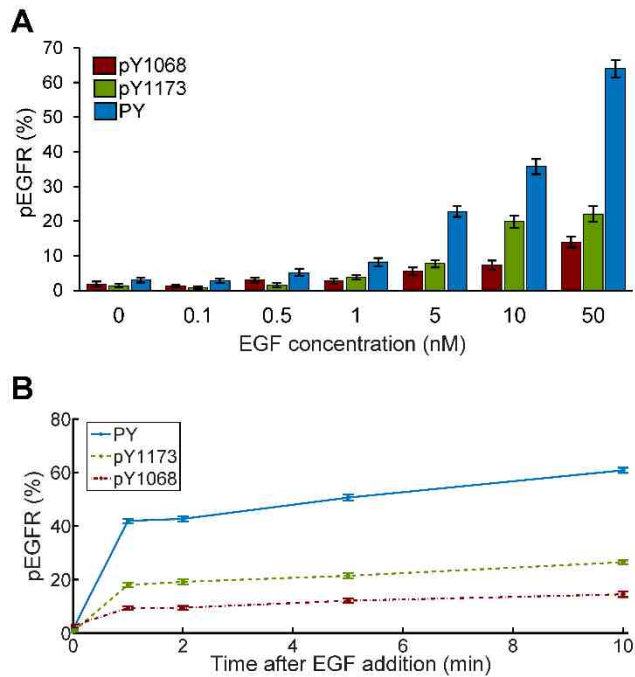 A
70
60
50
40
30
20
10
0
pEGFR (%)
pY1068
pY1173
PY
0 0.1 0.5 1 5 10 50
EGF concentration (nM)
B
80
60
40
20
0
pEGFR (%)
PY
pY1173
pY1068
0 2 4 6 8 10
Time after EGF addition (min)